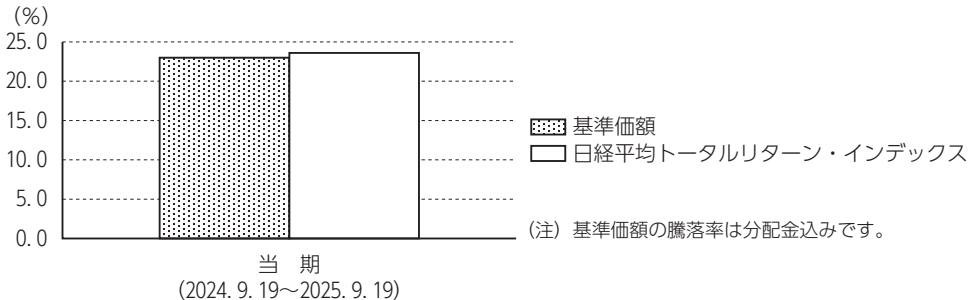 (%)
25.0
20.0
15.0
10.0
5.0
0.0
基準価額
日経平均トータルリターン・インデックス
(注) 基準価額の騰落率は分配金込みです。
当 期
(2024.9.19～2025.9.19)